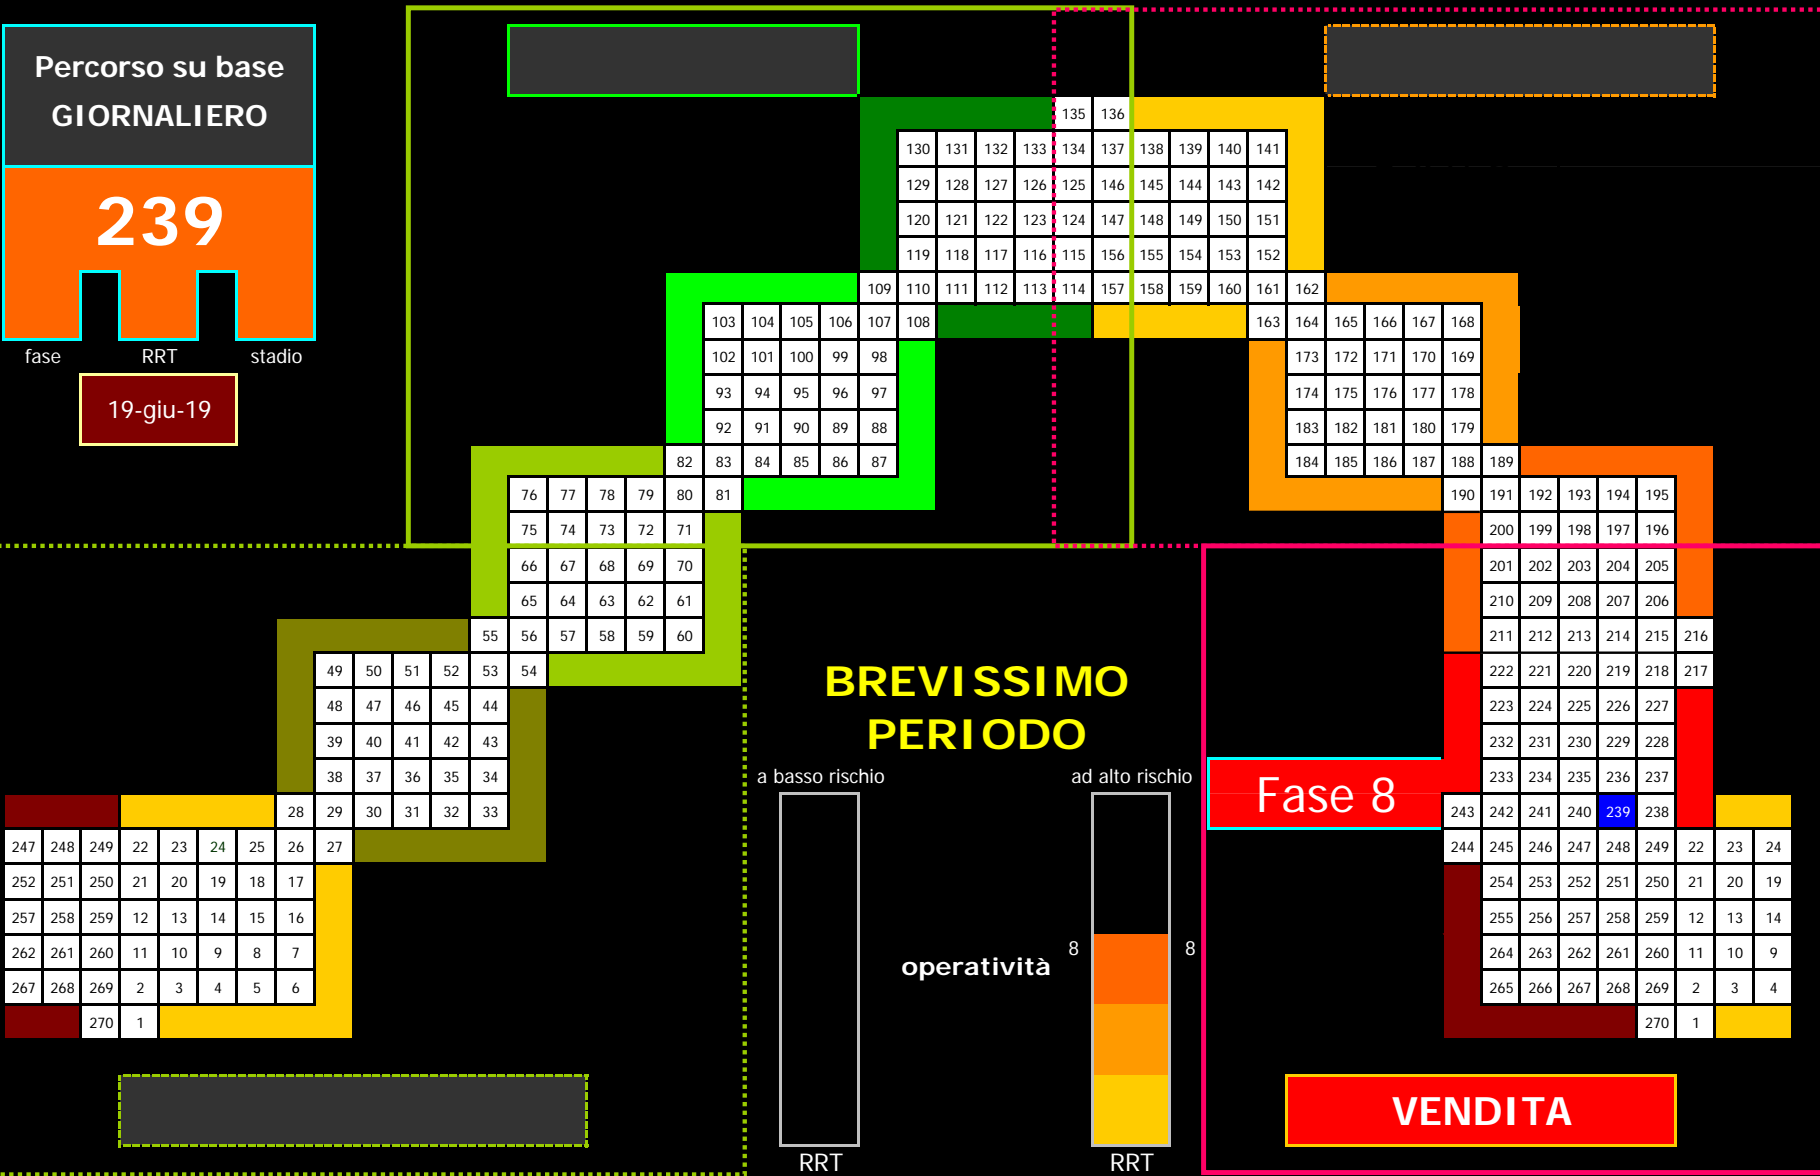 Percorso su base
GIORNALIERO
239
fase RRT stadio
19-giu-19
135 136
130 131 132 133 134 137 138 139 140 141
129 128 127 126 125 146 145 144 143 142
120 121 122 123 124 147 148 149 150 151
119 118 117 116 115 156 155 154 153 152
109 110 111 112 113 114 157 158 159 160 161 162
103 104 105 106 107 108 163 164 165 166 167 168
102 101 100 99 98 173 172 171 170 169
93 94 95 96 97 174 175 176 177 178
92 91 90 89 88 183 182 181 180 179
82 83 84 85 86 87 184 185 186 187 188 189
76 77 78 79 80 81 190 191 192 193 194 195
75 74 73 72 71 200 199 198 197 196
66 67 68 69 70 201 202 203 204 205
65 64 63 62 61 210 209 208 207 206
55 56 57 58 59 60 211 212 213 214 215 216
49 50 51 52 53 54 222 221 220 219 218 217
48 47 46 45 44 223 224 225 226 227
39 40 41 42 43 232 231 230 229 228
38 37 36 35 34 233 234 235 236 237
28 29 30 31 32 33 243 242 241 240 239 238
247 248 249 22 23 24 25 26 27 244 245 246 247 248 249 22 23 24
252 251 250 21 20 19 18 17 254 253 252 251 250 21 20 19
257 258 259 12 13 14 15 16 255 256 257 258 259 12 13 14
262 261 260 11 10 9 8 7 264 263 262 261 260 11 10 9
267 268 269 2 3 4 5 6 265 266 267 268 269 2 3 4
270 1 270 1
BREVISSIMO
PERIODO
a basso rischio ad alto rischio
Fase 8
8 8
operatività
RRT RRT
VENDITA